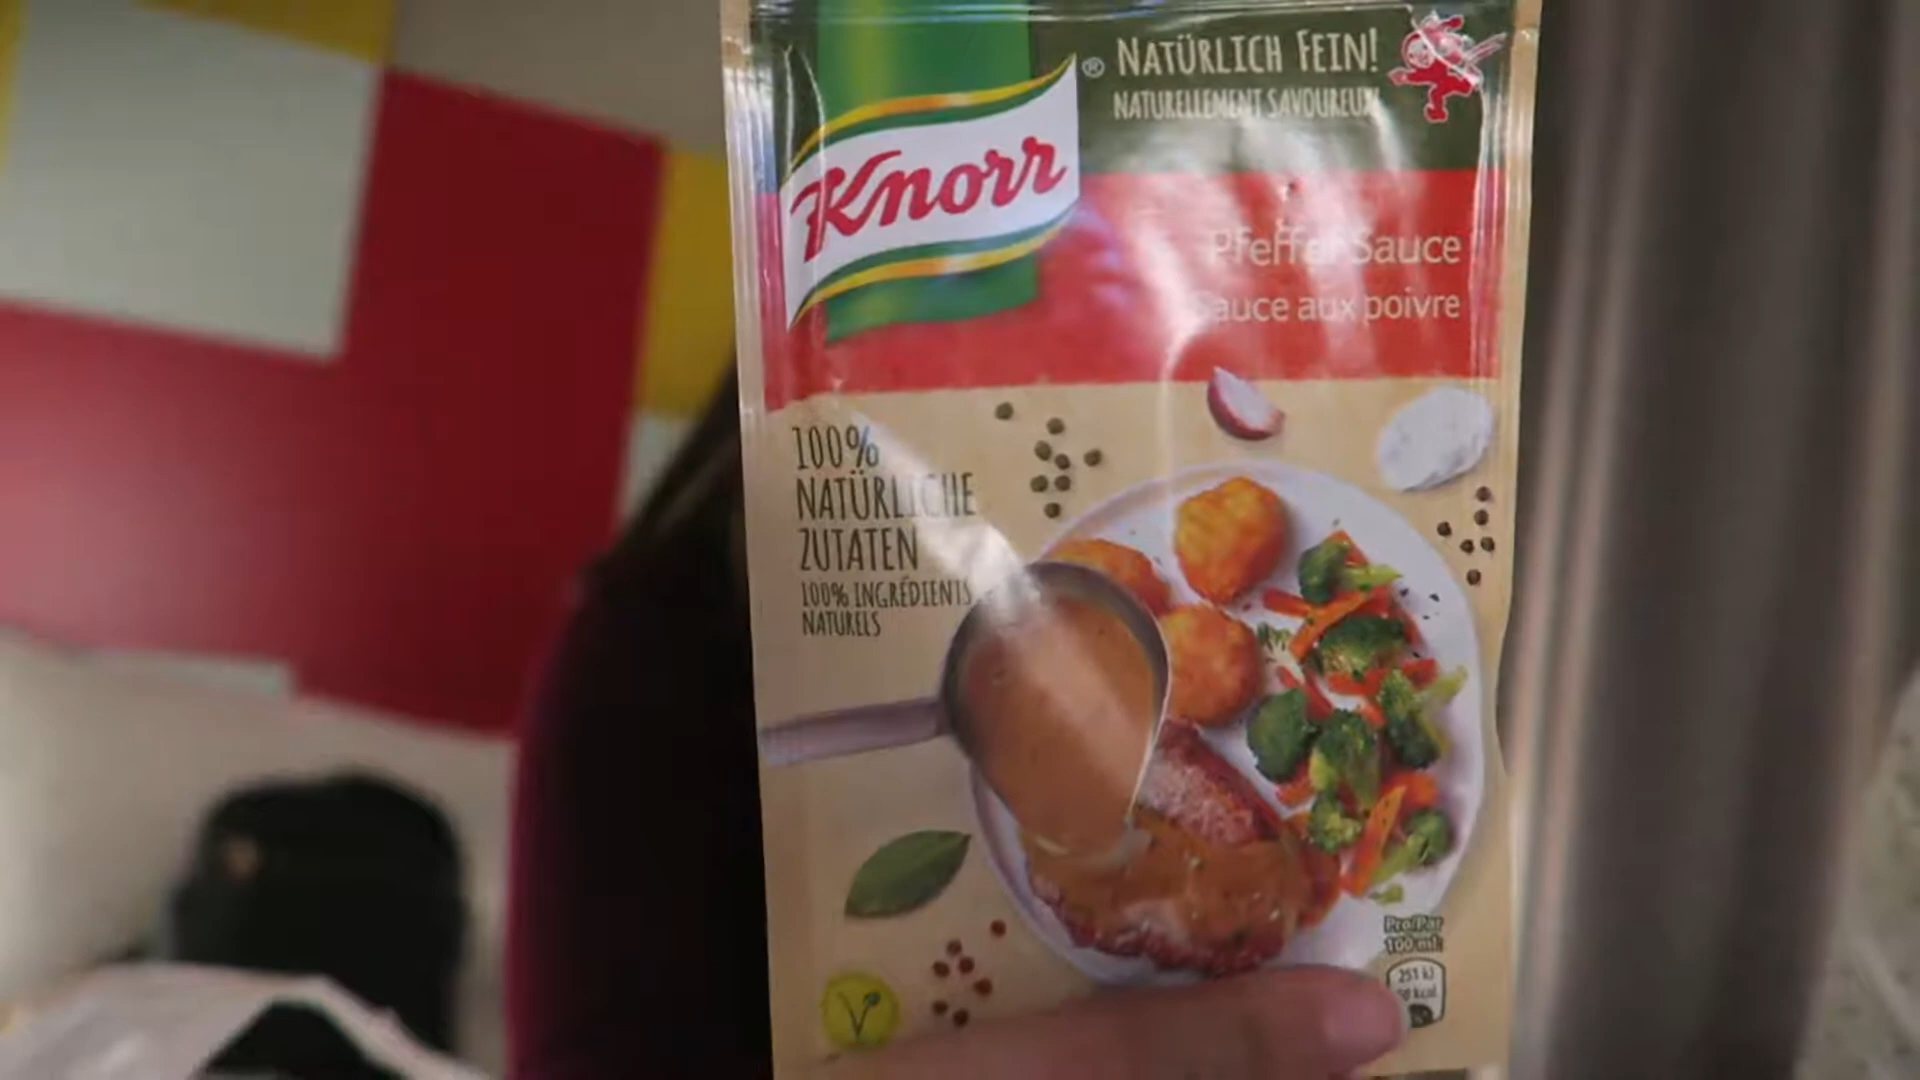 Knorr®
NATÜRLICH FEIN!
NATURELLEMENT SAVOUREUX!
Pfeffer Sauce
Sauce aux poivre
100%
NATÜRLICHE
ZUTATEN
100% INGRÉDIENTS
NATURELS
Pro/Par
100 ml:
251 kJ
kcal
V